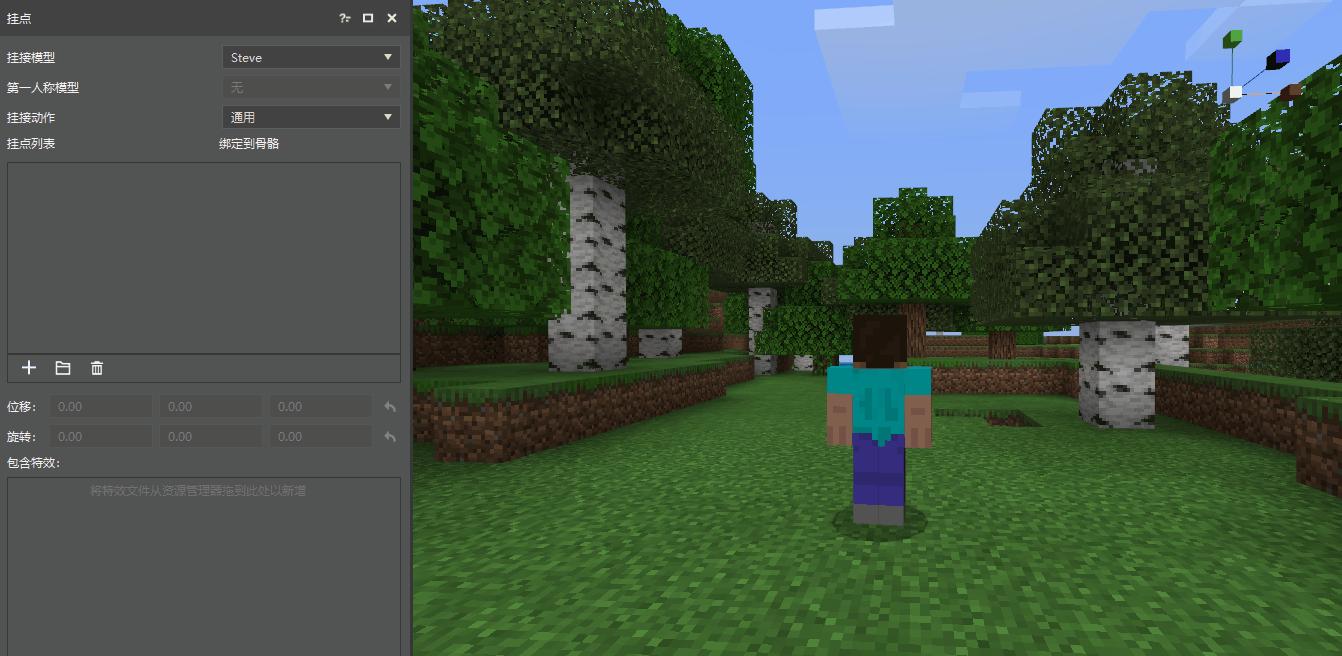 挂点
挂接模型 Steve
第一人称模型 无
挂接动作 通用
挂点列表 绑定到骨骼
位移: 0.00 0.00 0.00
旋转: 0.00 0.00 0.00
包含特效:
将特效文件从资源管理器拖到此处以新增